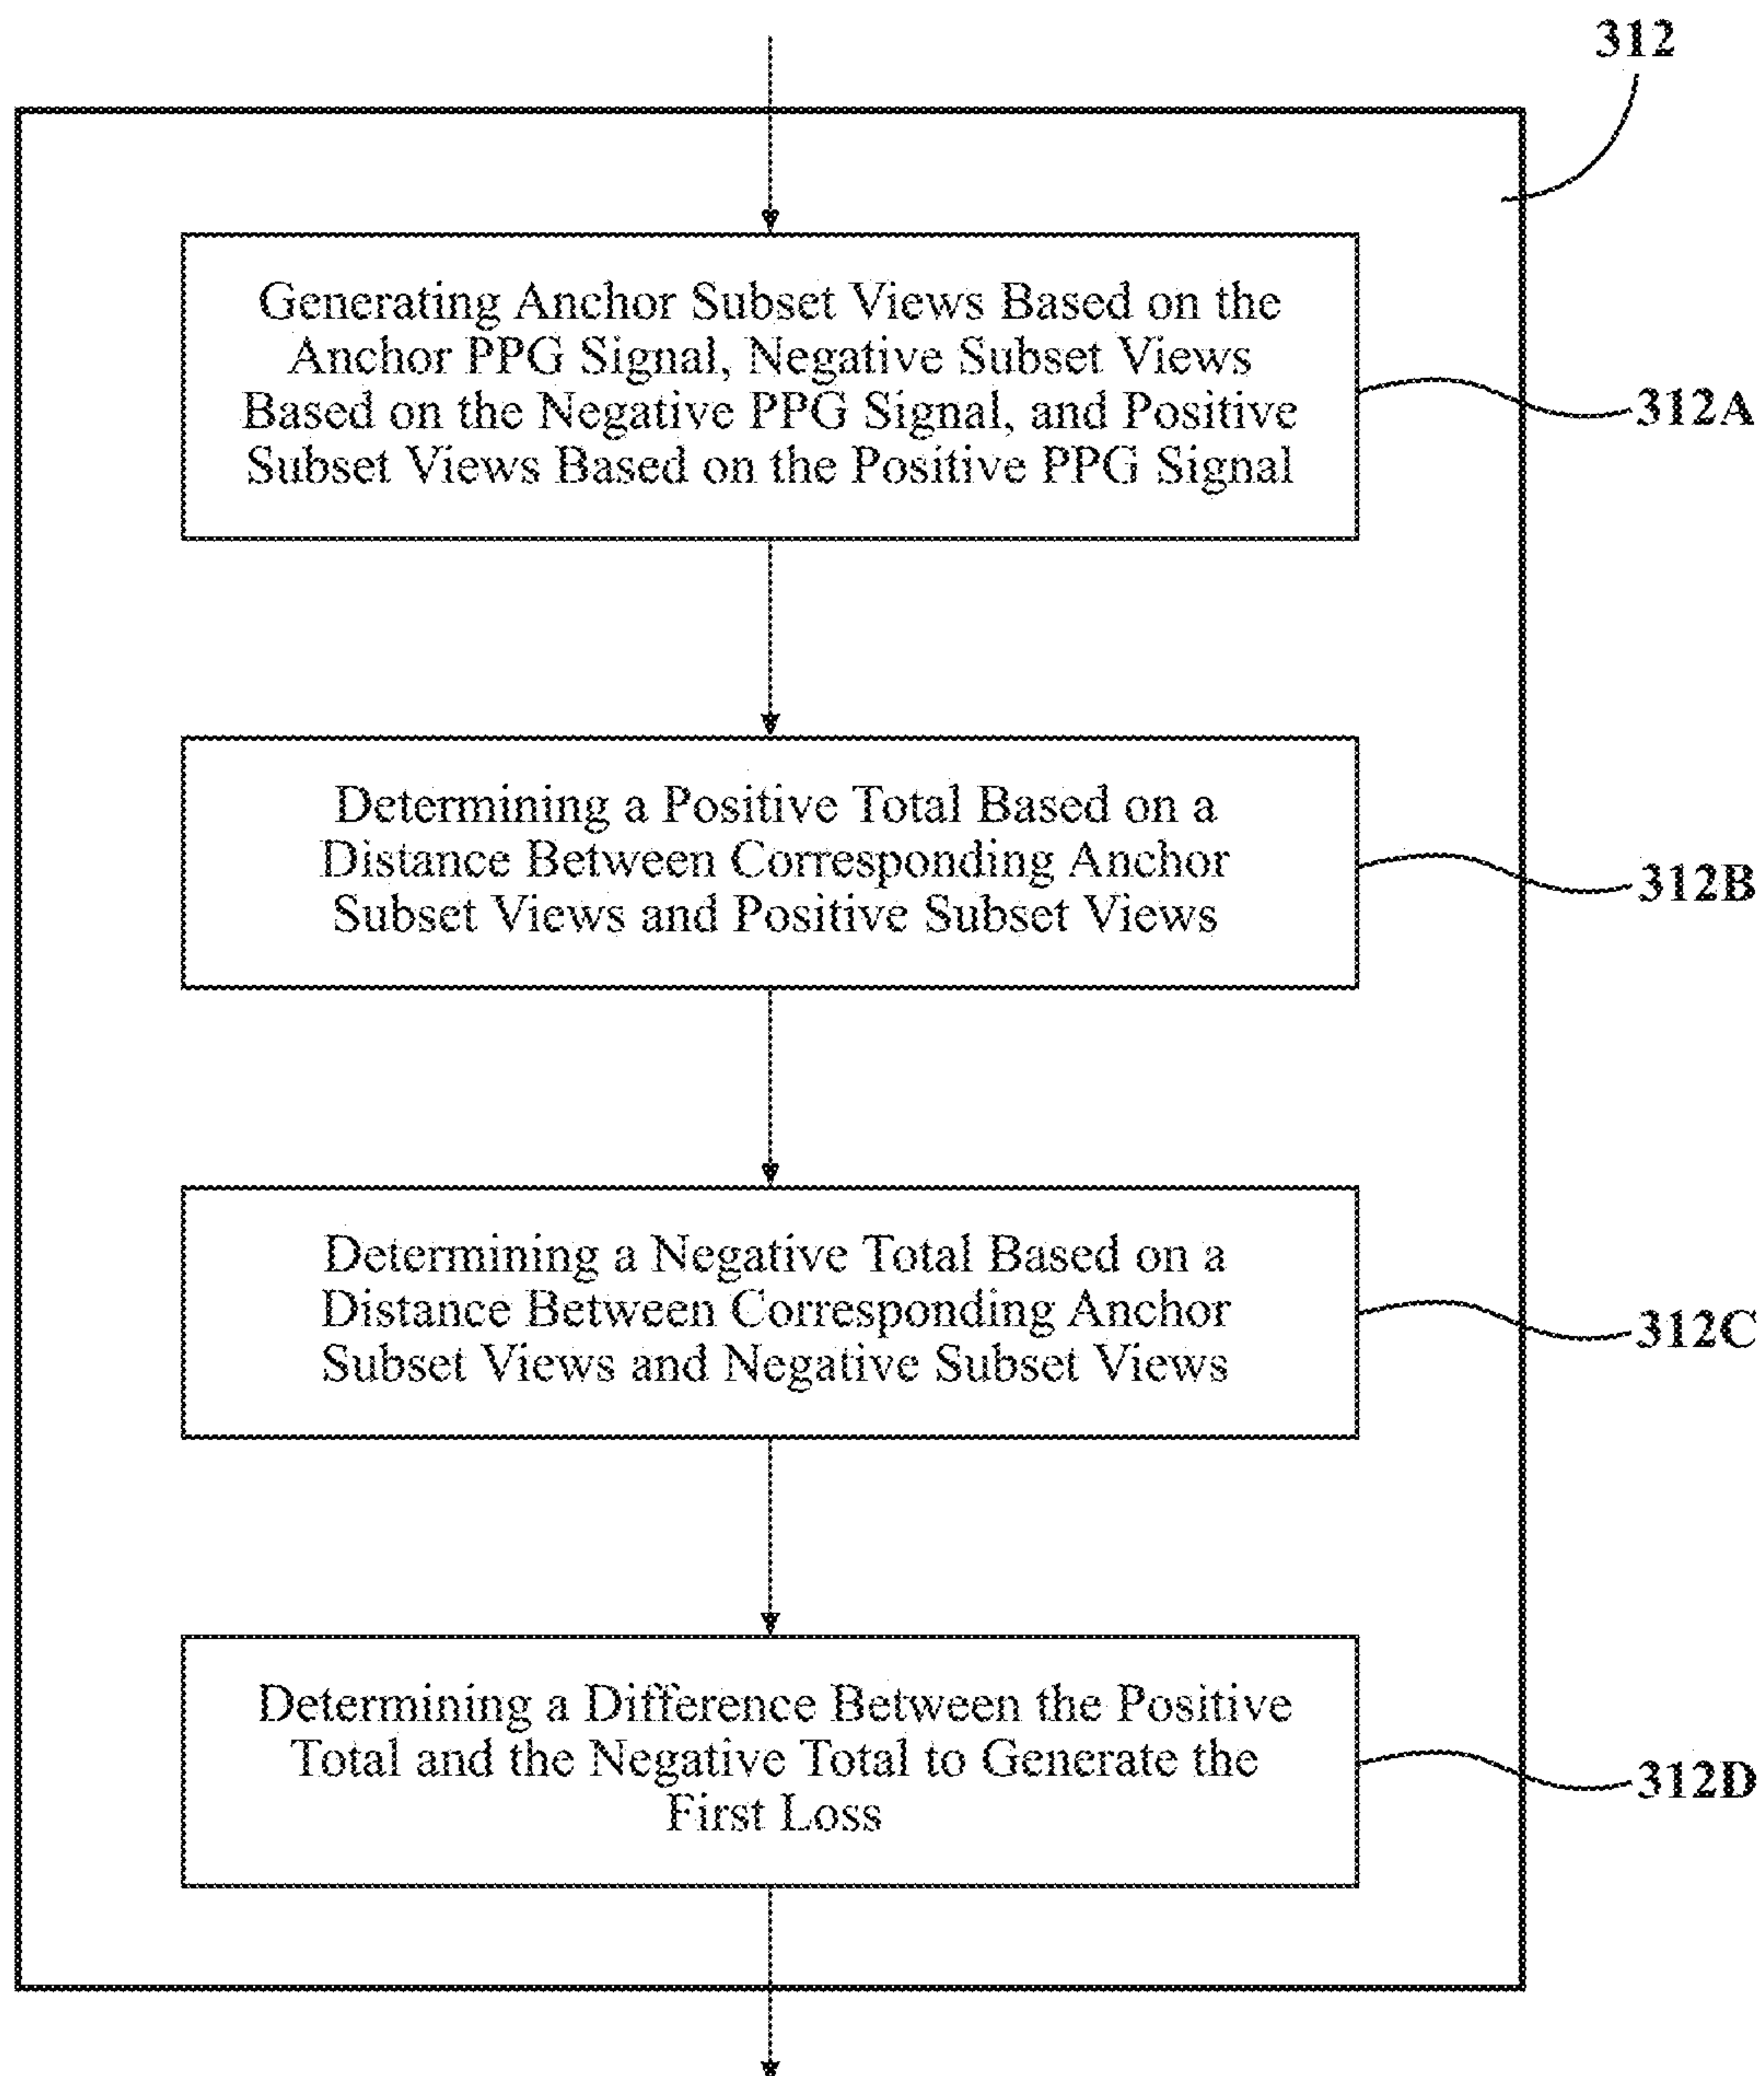 312
Generating Anchor Subset Views Based on the
Anchor PPG Signal, Negative Subset Views
Based on the Negative PPG Signal, and Positive
Subset Views Based on the Positive PPG Signal
312A
Determining a Positive Total Based on a
Distance Between Corresponding Anchor
Subset Views and Positive Subset Views
312B
Determining a Negative Total Based on a
Distance Between Corresponding Anchor
Subset Views and Negative Subset Views
312C
Determining a Difference Between the Positive
Total and the Negative Total to Generate the
First Loss
312D